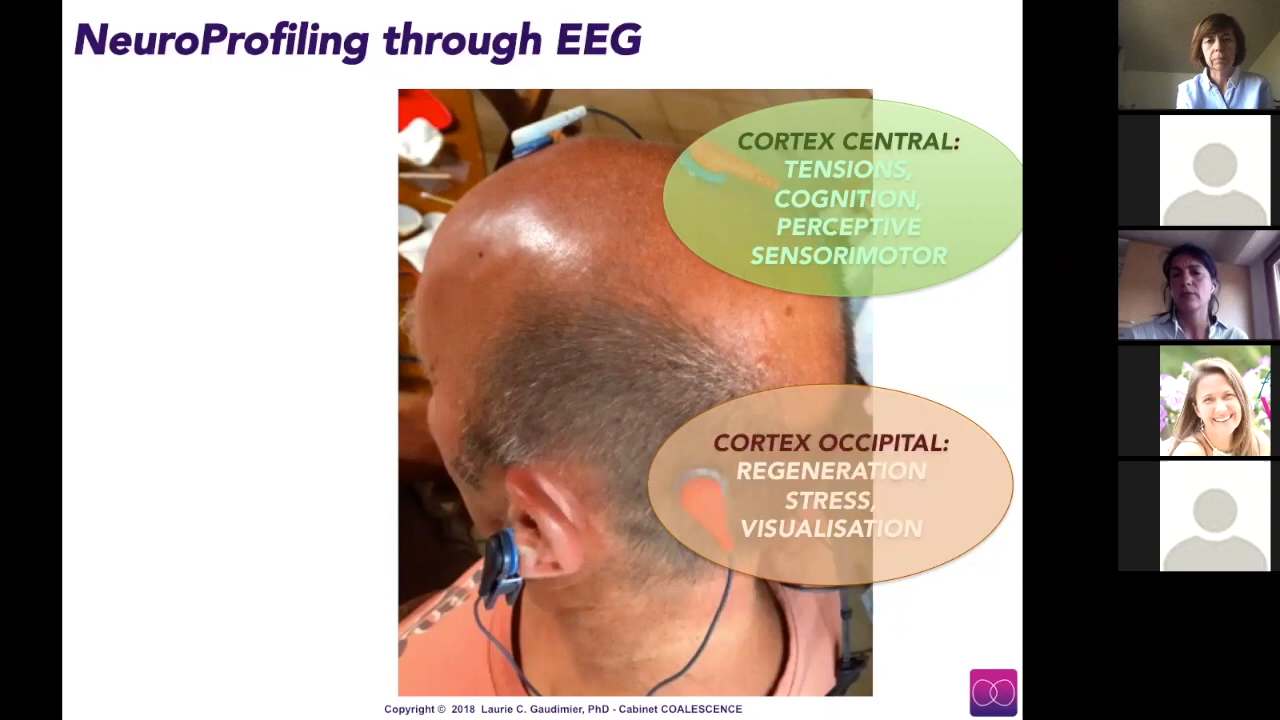 NeuroProfiling through EEG
CORTEX CENTRAL:
TENSIONS,
COGNITION,
PERCEPTIVE
SENSORIMOTOR
CORTEX OCCIPITAL:
REGENERATION
STRESS,
VISUALISATION
Copyright © 2018 Laurie C. Gaudimier, PhD - Cabinet COALESCENCE